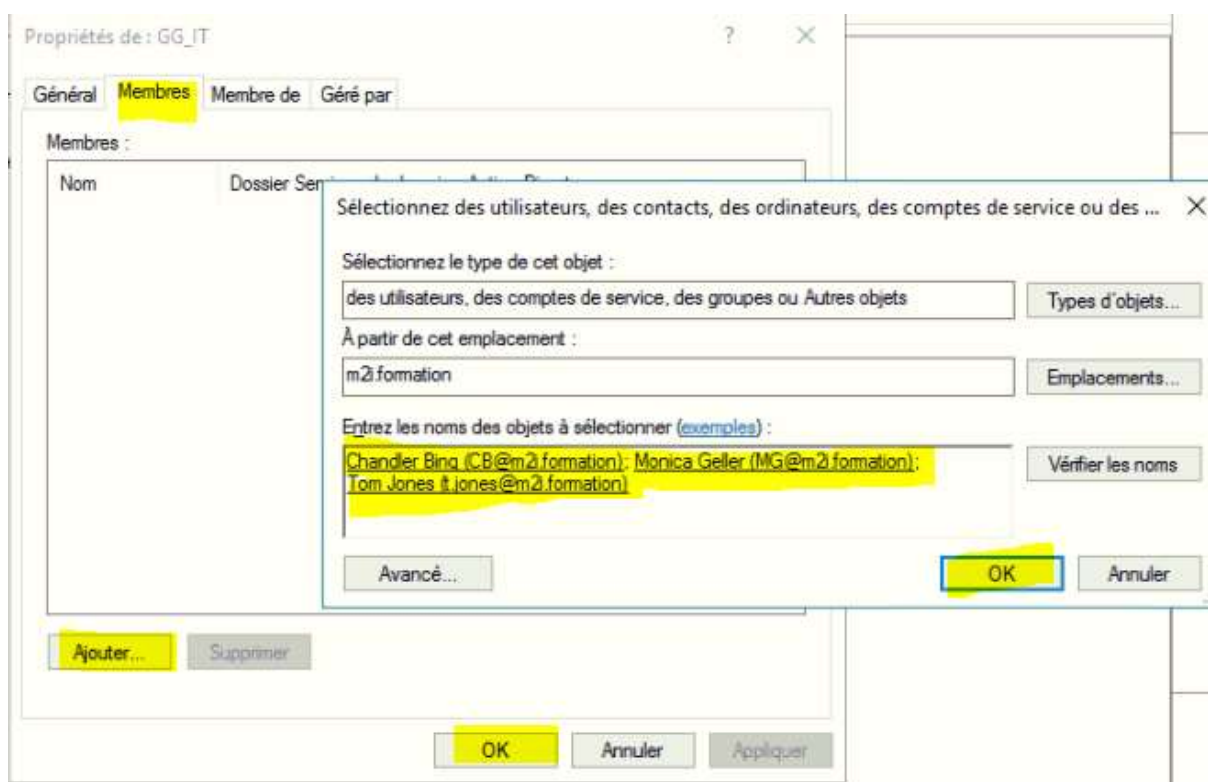 Propriétés de : GG_IT
?
Général Membres Membre de Géré par
Membres :
Nom
Dossier
Sélectionnez des utilisateurs, des contacts, des ordinateurs, des comptes de service ou des ...
Sélectionnez le type de cet objet :
des utilisateurs, des comptes de service, des groupes ou Autres objets
Types d'objets...
À partir de cet emplacement :
m2i.formation
Emplacements...
Entrez les noms des objets à sélectionner (exemples) :
Chandler Bing (CB@m2i.formation); Monica Geller (MG@m2i.formation);
Tom Jones (t.jones@m2i.formation)
Vérifier les noms
Avancé...
OK
Annuler
Ajouter...
Supprimer
OK
Annuler
Appliquer